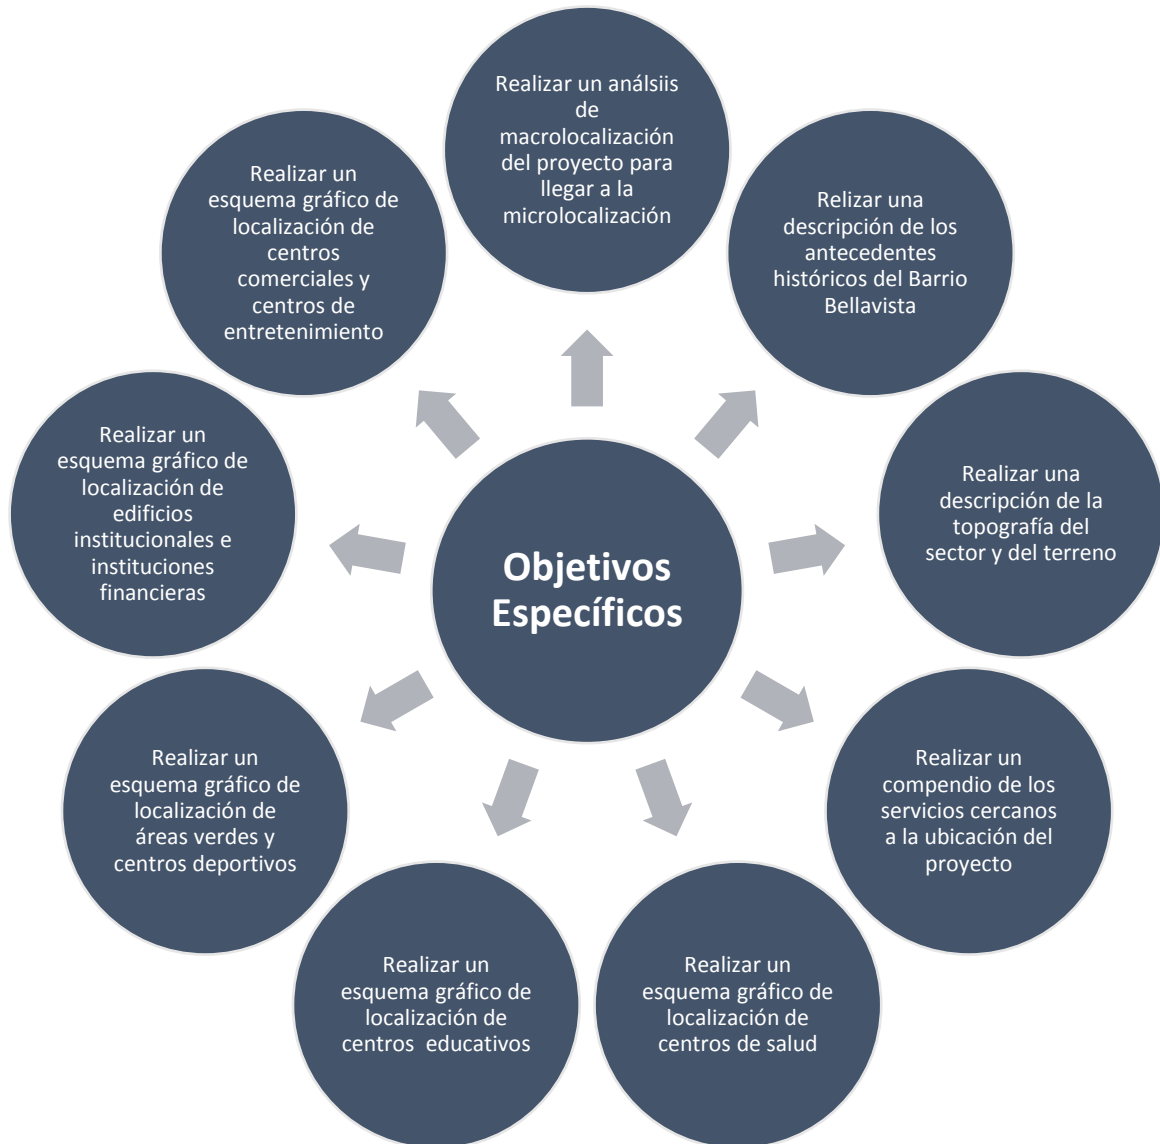 Objetivos
Específicos
Realizar un análsiis
de
macrolocalización
del proyecto para
llegar a la
microlocalización
Relizar una
descripción de los
antecedentes
históricos del Barrio
Bellavista
Realizar una
descripción de la
topografía del
sector y del terreno
Realizar un
compendio de los
servicios cercanos
a la ubicación del
proyecto
Realizar un
esquema gráfico de
localización de
centros de salud
Realizar un
esquema gráfico de
localización de
centros  educativos
Realizar un
esquema gráfico de
localización de
áreas verdes y
centros deportivos
Realizar un
esquema gráfico de
localización de
edificios
institucionales e
instituciones
financieras
Realizar un
esquema gráfico de
localización de
centros
comerciales y
centros de
entretenimiento